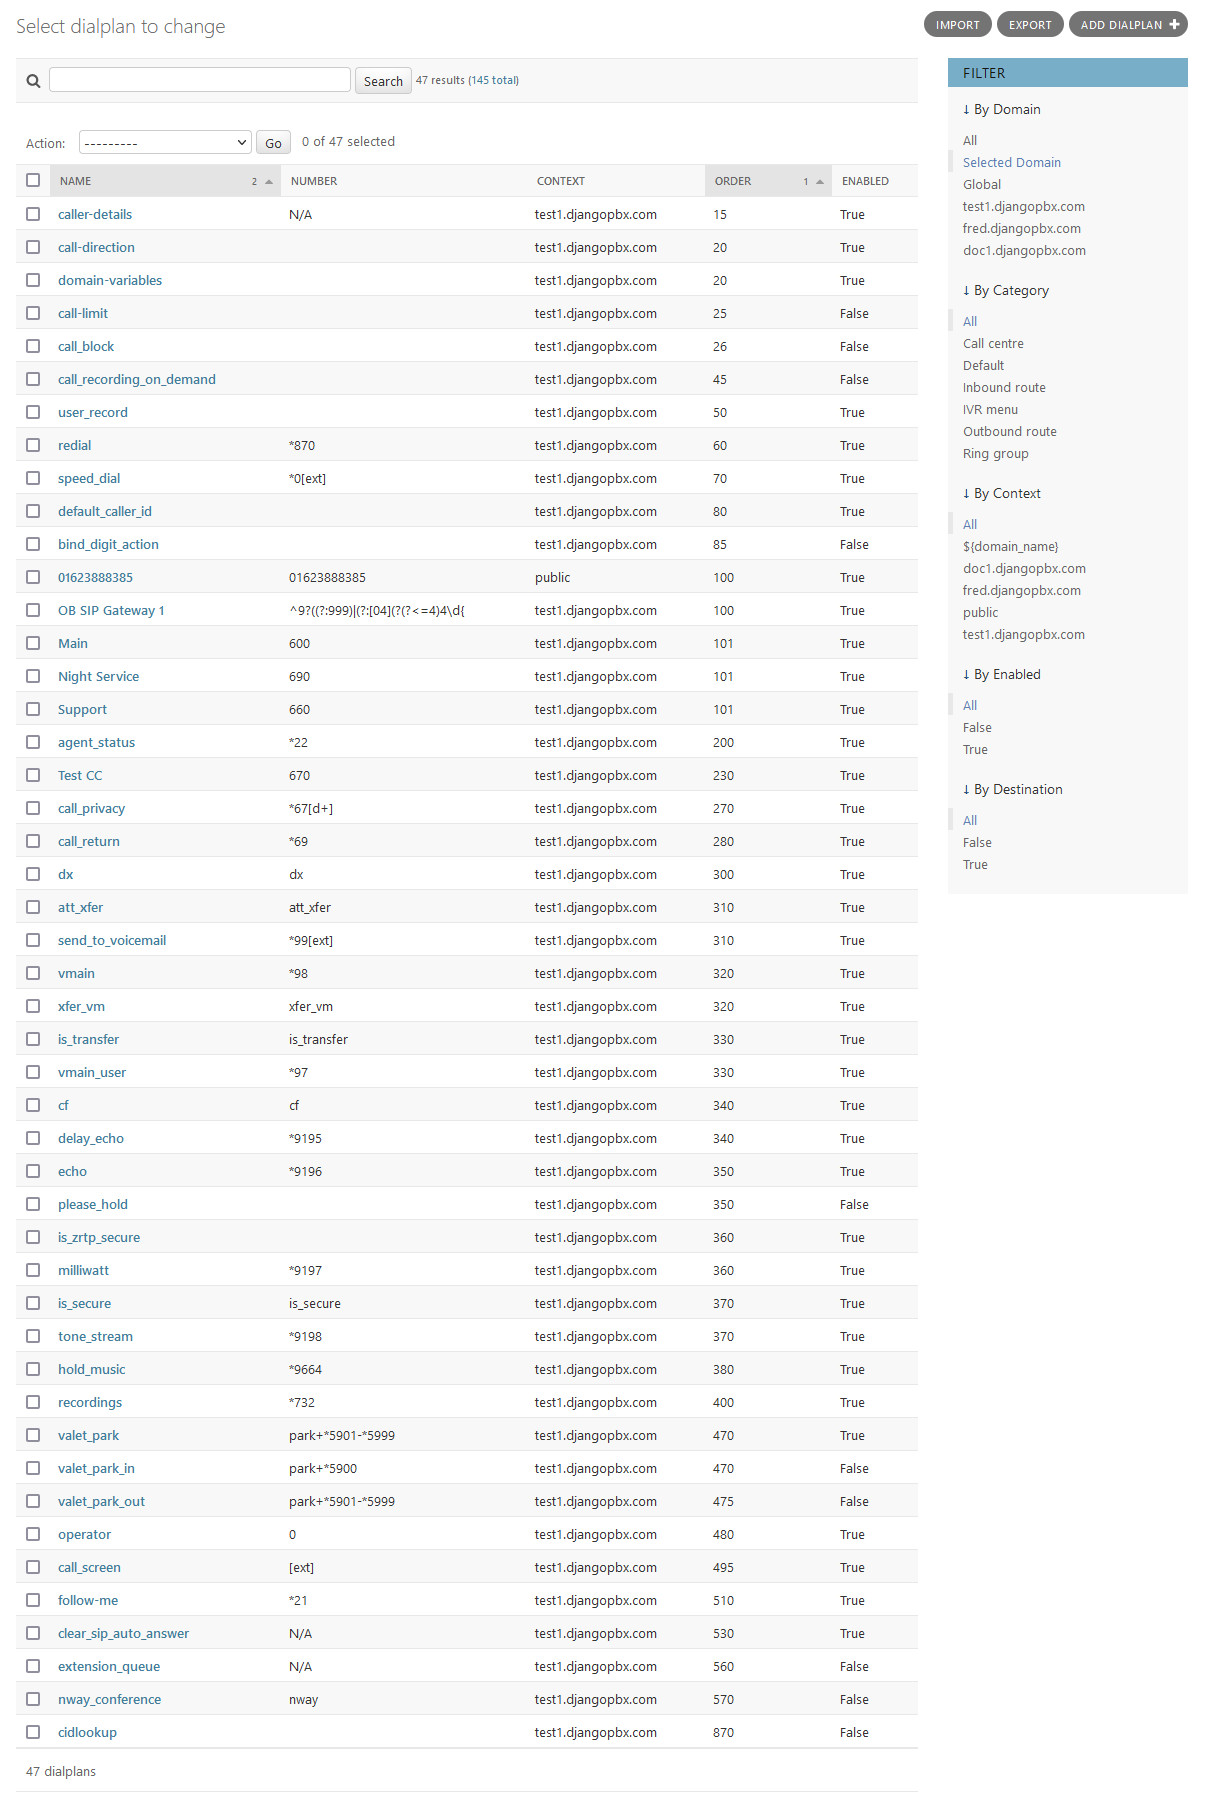 Select dialplan to change
IMPORT EXPORT ADD DIALPLAN
Search 47 results (145 total)
Action: --------- Go 0 of 47 selected
NAME 2 NUMBER CONTEXT ORDER 1 ENABLED
caller-details N/A test1.djangopbx.com 15 True
call-direction test1.djangopbx.com 20 True
domain-variables test1.djangopbx.com 20 True
call-limit test1.djangopbx.com 25 False
call_block test1.djangopbx.com 26 False
call_recording_on_demand test1.djangopbx.com 45 False
user_record test1.djangopbx.com 50 True
redial *870 test1.djangopbx.com 60 True
speed_dial *0[ext] test1.djangopbx.com 70 True
default_caller_id test1.djangopbx.com 80 True
bind_digit_action test1.djangopbx.com 85 False
01623888385 01623888385 public 100 True
OB SIP Gateway 1 ^9?((?:999)|(?:[04](?(?<=4)4\d{ test1.djangopbx.com 100 True
Main 600 test1.djangopbx.com 101 True
Night Service 690 test1.djangopbx.com 101 True
Support 660 test1.djangopbx.com 101 True
agent_status *22 test1.djangopbx.com 200 True
Test CC 670 test1.djangopbx.com 230 True
call_privacy *67[d+] test1.djangopbx.com 270 True
call_return *69 test1.djangopbx.com 280 True
dx dx test1.djangopbx.com 300 True
att_xfer att_xfer test1.djangopbx.com 310 True
send_to_voicemail *99[ext] test1.djangopbx.com 310 True
vmain *98 test1.djangopbx.com 320 True
xfer_vm xfer_vm test1.djangopbx.com 320 True
is_transfer is_transfer test1.djangopbx.com 330 True
vmain_user *97 test1.djangopbx.com 330 True
cf cf test1.djangopbx.com 340 True
delay_echo *9195 test1.djangopbx.com 340 True
echo *9196 test1.djangopbx.com 350 True
please_hold test1.djangopbx.com 350 False
is_zrtp_secure test1.djangopbx.com 360 True
milliwatt *9197 test1.djangopbx.com 360 True
is_secure is_secure test1.djangopbx.com 370 True
tone_stream *9198 test1.djangopbx.com 370 True
hold_music *9664 test1.djangopbx.com 380 True
recordings *732 test1.djangopbx.com 400 True
valet_park park+*5901-*5999 test1.djangopbx.com 470 True
valet_park_in park+*5900 test1.djangopbx.com 470 False
valet_park_out park+*5901-*5999 test1.djangopbx.com 475 False
operator 0 test1.djangopbx.com 480 True
call_screen [ext] test1.djangopbx.com 495 True
follow-me *21 test1.djangopbx.com 510 True
clear_sip_auto_answer N/A test1.djangopbx.com 530 True
extension_queue N/A test1.djangopbx.com 560 False
nway_conference nway test1.djangopbx.com 570 False
cidlookup test1.djangopbx.com 870 False
47 dialplans
FILTER
↓ By Domain
All
Selected Domain
Global
test1.djangopbx.com
fred.djangopbx.com
doc1.djangopbx.com
↓ By Category
All
Call centre
Default
Inbound route
IVR menu
Outbound route
Ring group
↓ By Context
All
${domain_name}
doc1.djangopbx.com
fred.djangopbx.com
public
test1.djangopbx.com
↓ By Enabled
All
False
True
↓ By Destination
All
False
True